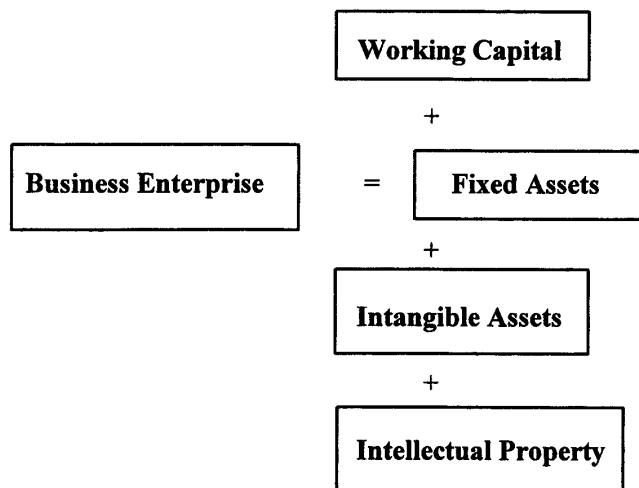 Working Capital
+
Business Enterprise = Fixed Assets
+
Intangible Assets
+
Intellectual Property